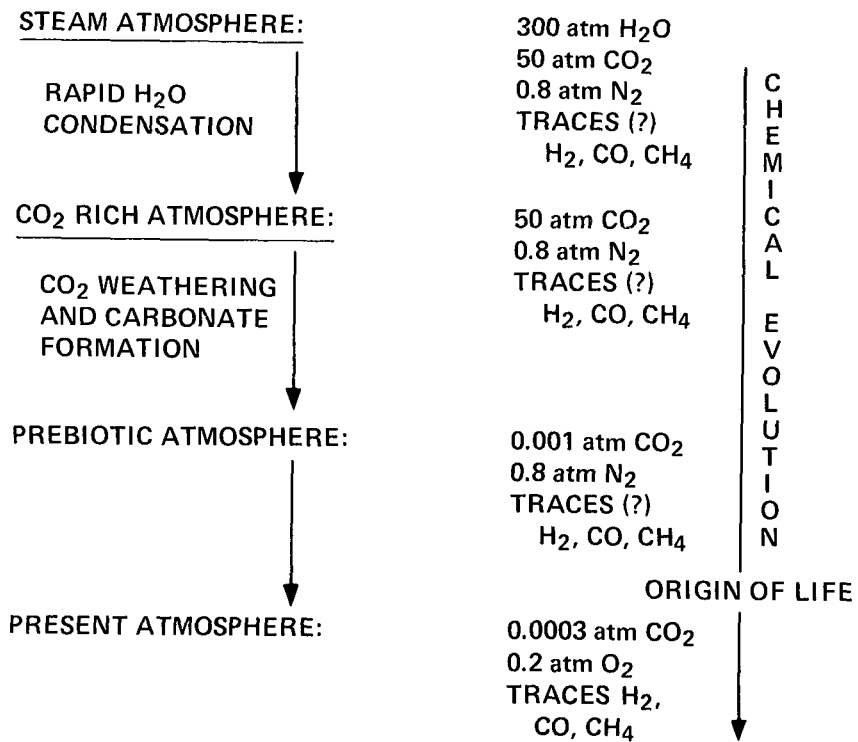 STEAM ATMOSPHERE:
300 atm H2O
50 atm CO2
0.8 atm N2
TRACES (?)
H2, CO, CH4
RAPID H2O
CONDENSATION
CO2 RICH ATMOSPHERE:
50 atm CO2
0.8 atm N2
TRACES (?)
H2, CO, CH4
CO2 WEATHERING
AND CARBONATE
FORMATION
PREBIOTIC ATMOSPHERE:
0.001 atm CO2
0.8 atm N2
TRACES (?)
H2, CO, CH4
CHEMICAL EVOLUTION
ORIGIN OF LIFE
PRESENT ATMOSPHERE:
0.0003 atm CO2
0.2 atm O2
TRACES H2,
CO, CH4